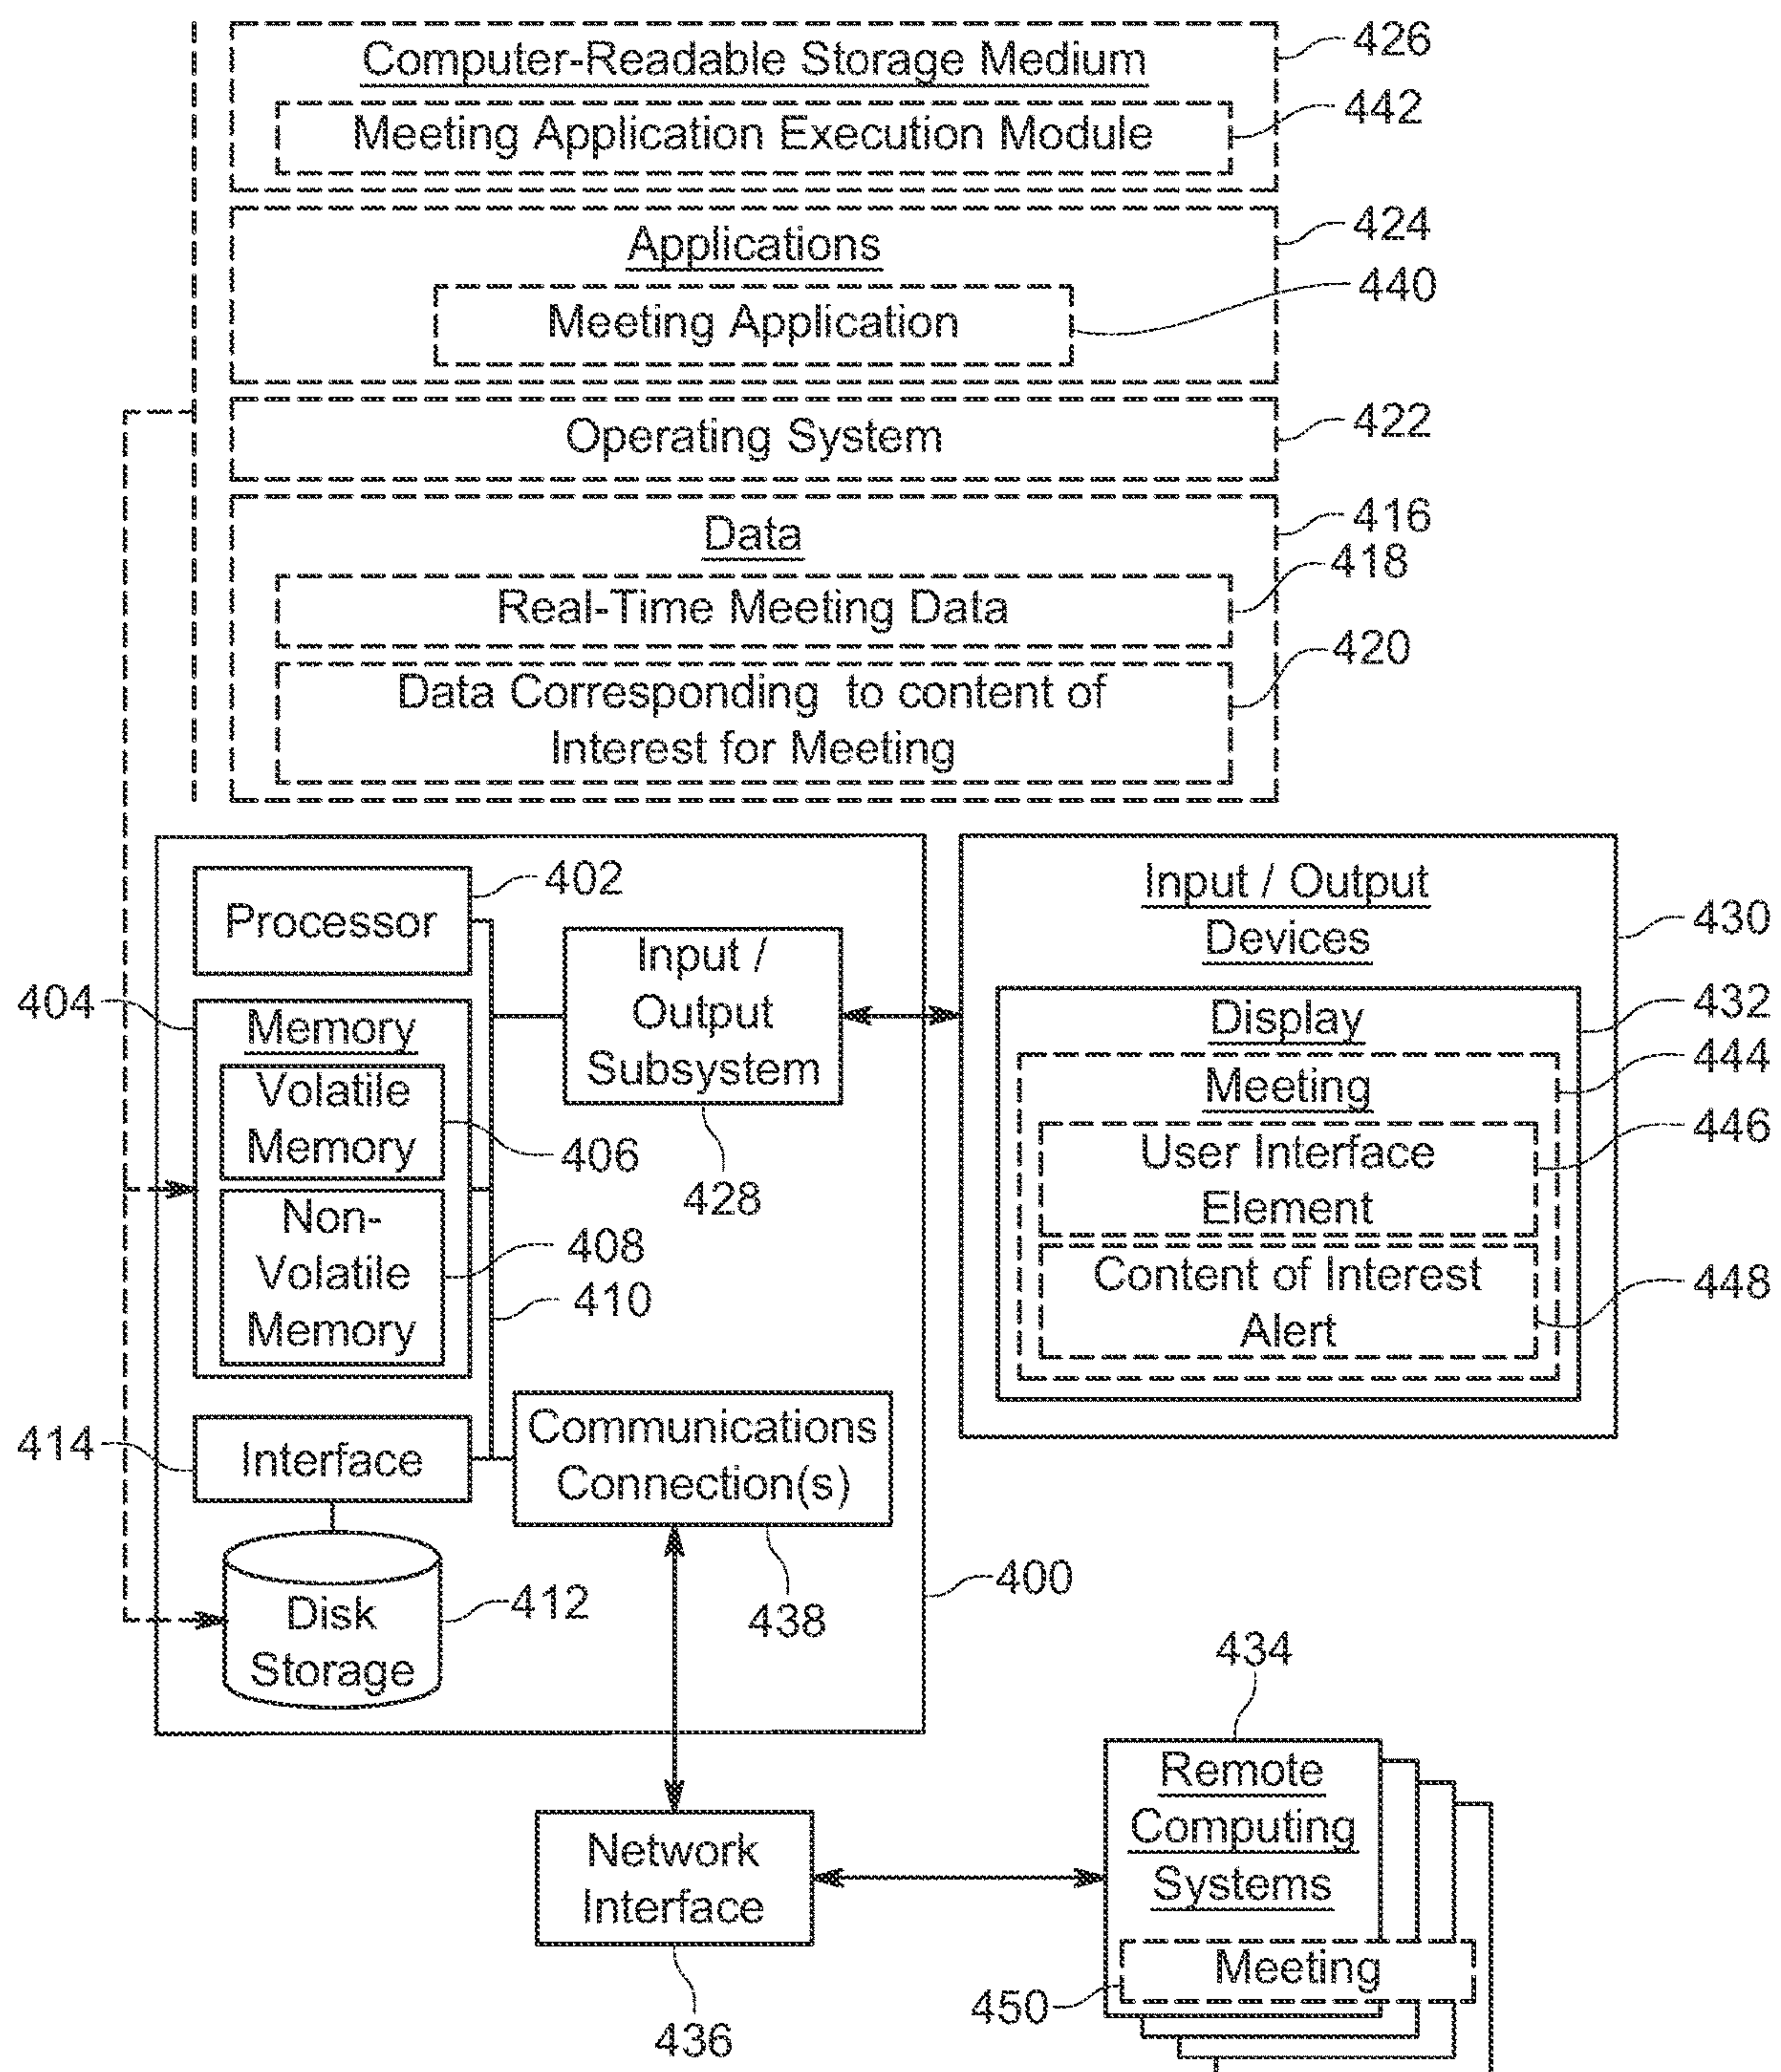 Computer-Readable Storage Medium
426
Meeting Application Execution Module
442
Applications
424
Meeting Application
440
Operating System
422
Data
416
Real-Time Meeting Data
418
Data Corresponding to content of
Interest for Meeting
420
Processor
402
Input /
Output
Subsystem
428
404
Memory
Volatile
Memory
406
Non-
Volatile
Memory
408
410
414
Interface
Communications
Connection(s)
438
Disk
Storage
412
400
Input / Output
Devices
430
Display
432
Meeting
444
User Interface
Element
446
Content of Interest
Alert
448
434
Remote
Computing
Systems
Meeting
450
Network
Interface
436